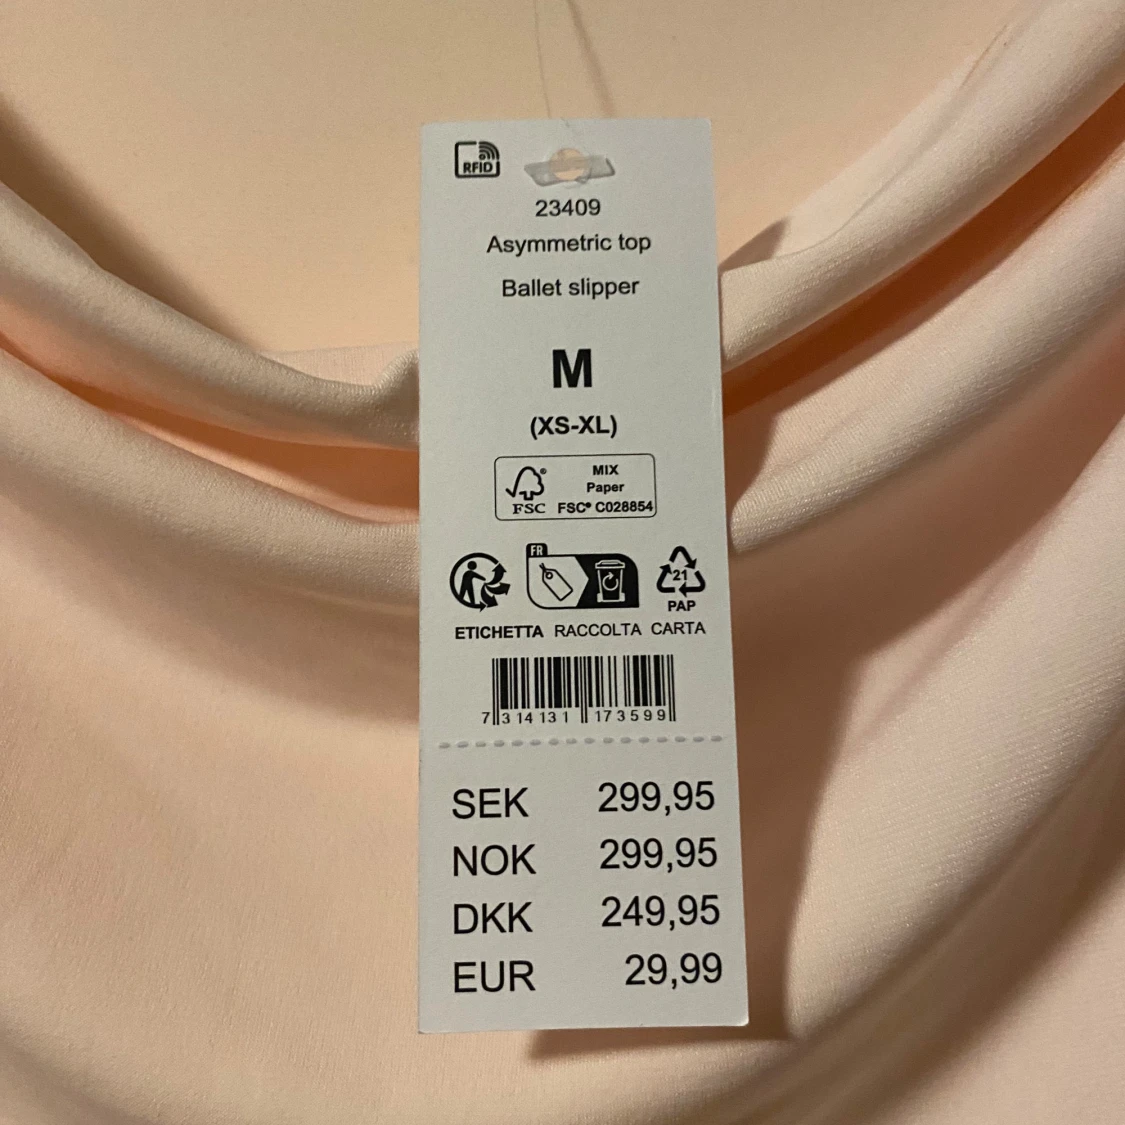 RFID
23409
Asymmetric top
Ballet slipper
M
(XS-XL)
FSC®
MIX
Paper
FSC® C028854
FR
21
PAP
ETICHETTA RACCOLTA CARTA
7 314131 173599
SEK 299,95
NOK 299,95
DKK 249,95
EUR 29,99